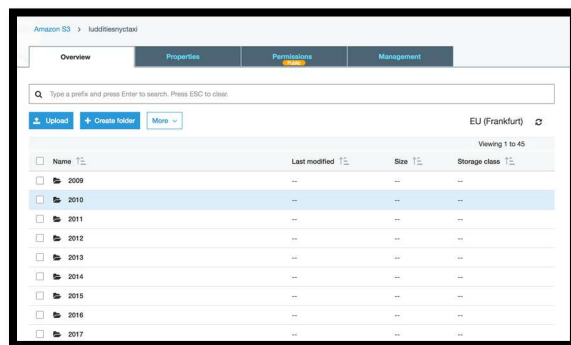 Amazon S3 > ludditiesnyctaxi
Overview Properties Permissions Management
Public
Type a prefix and press Enter to search. Press ESC to clear.
Upload + Create folder More EU (Frankfurt)
Viewing 1 to 45
Name Last modified Size Storage class
2009 -- -- --
2010 -- -- --
2011 -- -- --
2012 -- -- --
2013 -- -- --
2014 -- -- --
2015 -- -- --
2016 -- -- --
2017 -- -- --